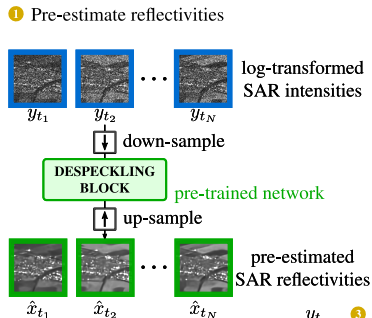 1 Pre-estimate reflectivities
log-transformed
SAR intensities
y_{t_1} y_{t_2} ... y_{t_N}
down-sample
DESPECKLING
BLOCK
pre-trained network
up-sample
pre-estimated
SAR reflectivities
x̂_{t_1} x̂_{t_2} ... x̂_{t_N}
y_t 3